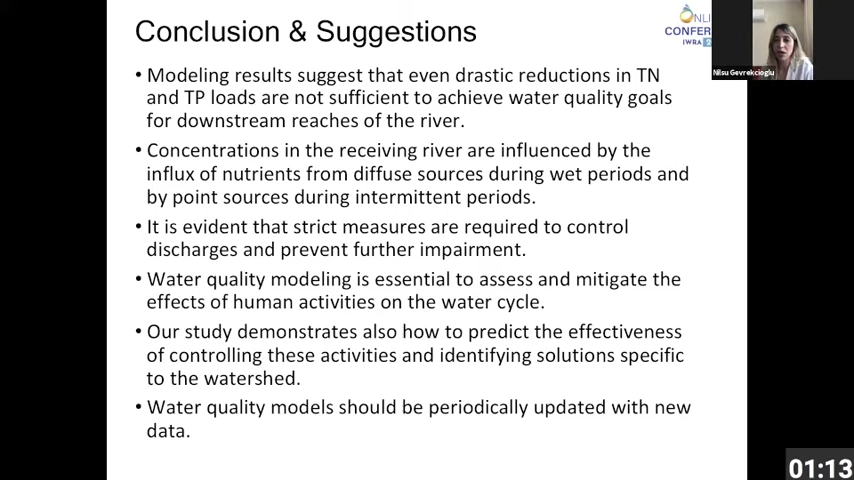 Conclusion & Suggestions
NLI
CONFER
IWRA
Nilsu Gevrekcioglu
• Modeling results suggest that even drastic reductions in TN
and TP loads are not sufficient to achieve water quality goals
for downstream reaches of the river.
• Concentrations in the receiving river are influenced by the
influx of nutrients from diffuse sources during wet periods and
by point sources during intermittent periods.
• It is evident that strict measures are required to control
discharges and prevent further impairment.
• Water quality modeling is essential to assess and mitigate the
effects of human activities on the water cycle.
• Our study demonstrates also how to predict the effectiveness
of controlling these activities and identifying solutions specific
to the watershed.
• Water quality models should be periodically updated with new
data.
01:13